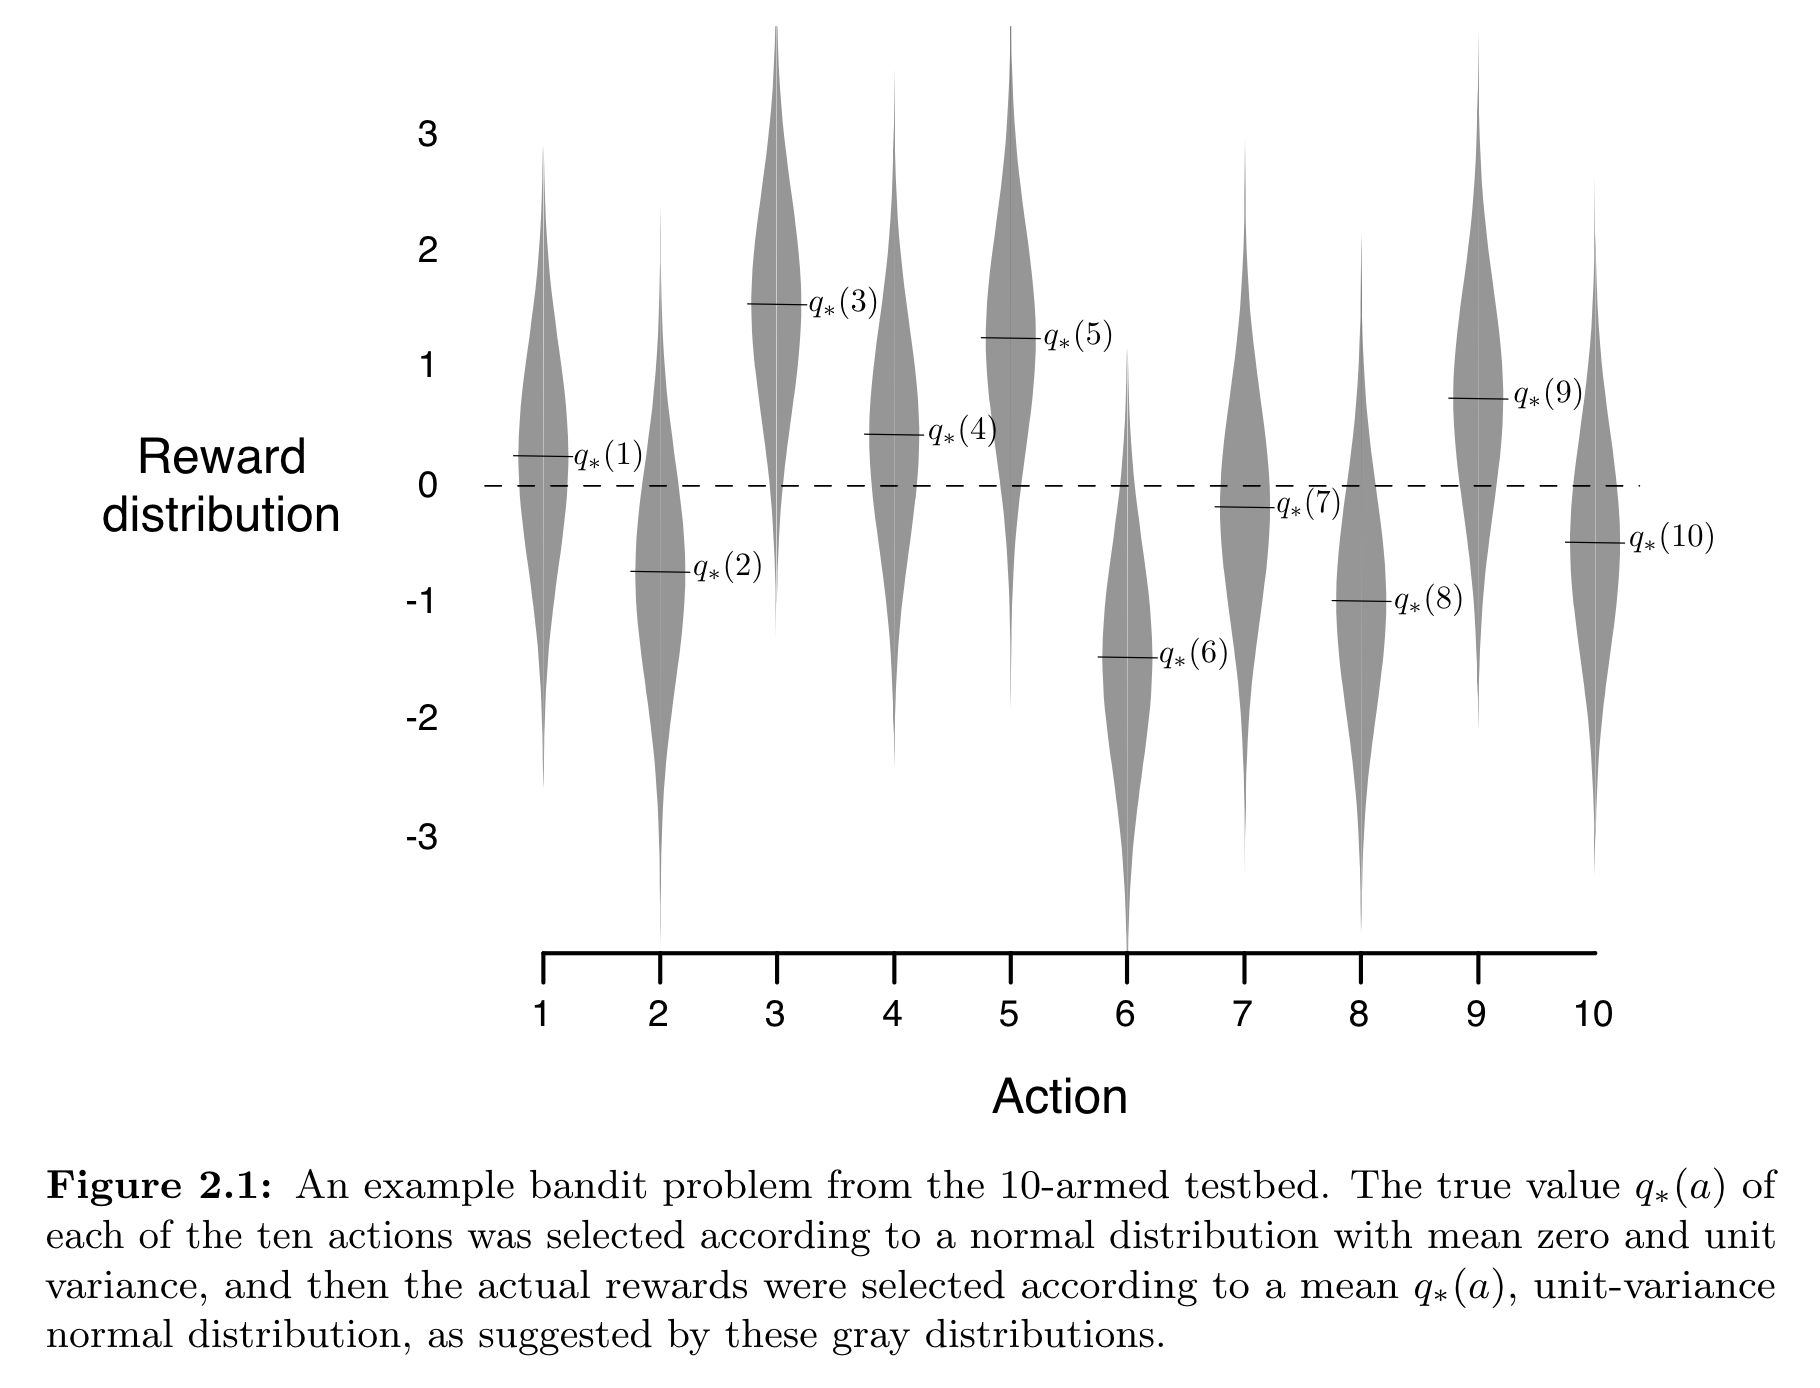 3
2
1
0
-1
-2
-3
Reward
distribution
q∗(1)
q∗(2)
q∗(3)
q∗(4)
q∗(5)
q∗(6)
q∗(7)
q∗(8)
q∗(9)
q∗(10)
1 2 3 4 5 6 7 8 9 10
Action
Figure 2.1: An example bandit problem from the 10-armed testbed. The true value q∗(a) of
each of the ten actions was selected according to a normal distribution with mean zero and unit
variance, and then the actual rewards were selected according to a mean q∗(a), unit-variance
normal distribution, as suggested by these gray distributions.